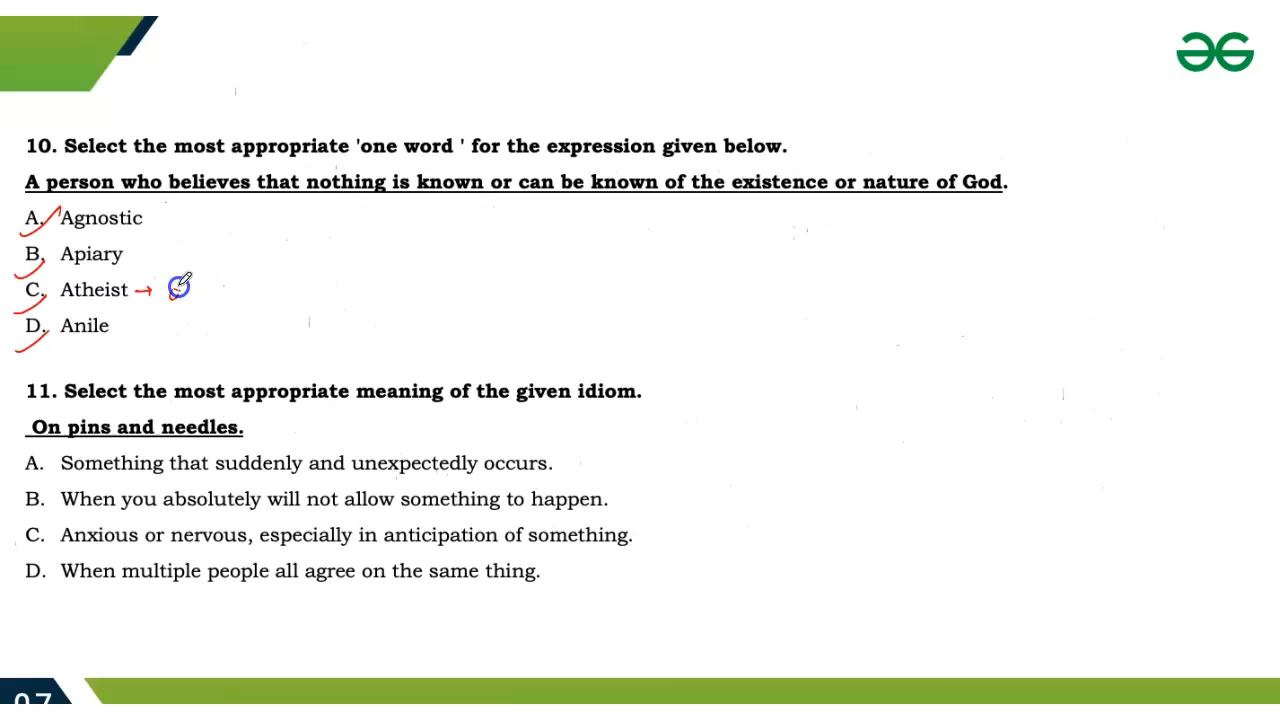 10. Select the most appropriate 'one word ' for the expression given below.
A person who believes that nothing is known or can be known of the existence or nature of God.
A. Agnostic
B. Apiary
C. Atheist →
D. Anile
11. Select the most appropriate meaning of the given idiom.
On pins and needles.
A. Something that suddenly and unexpectedly occurs.
B. When you absolutely will not allow something to happen.
C. Anxious or nervous, especially in anticipation of something.
D. When multiple people all agree on the same thing.
07